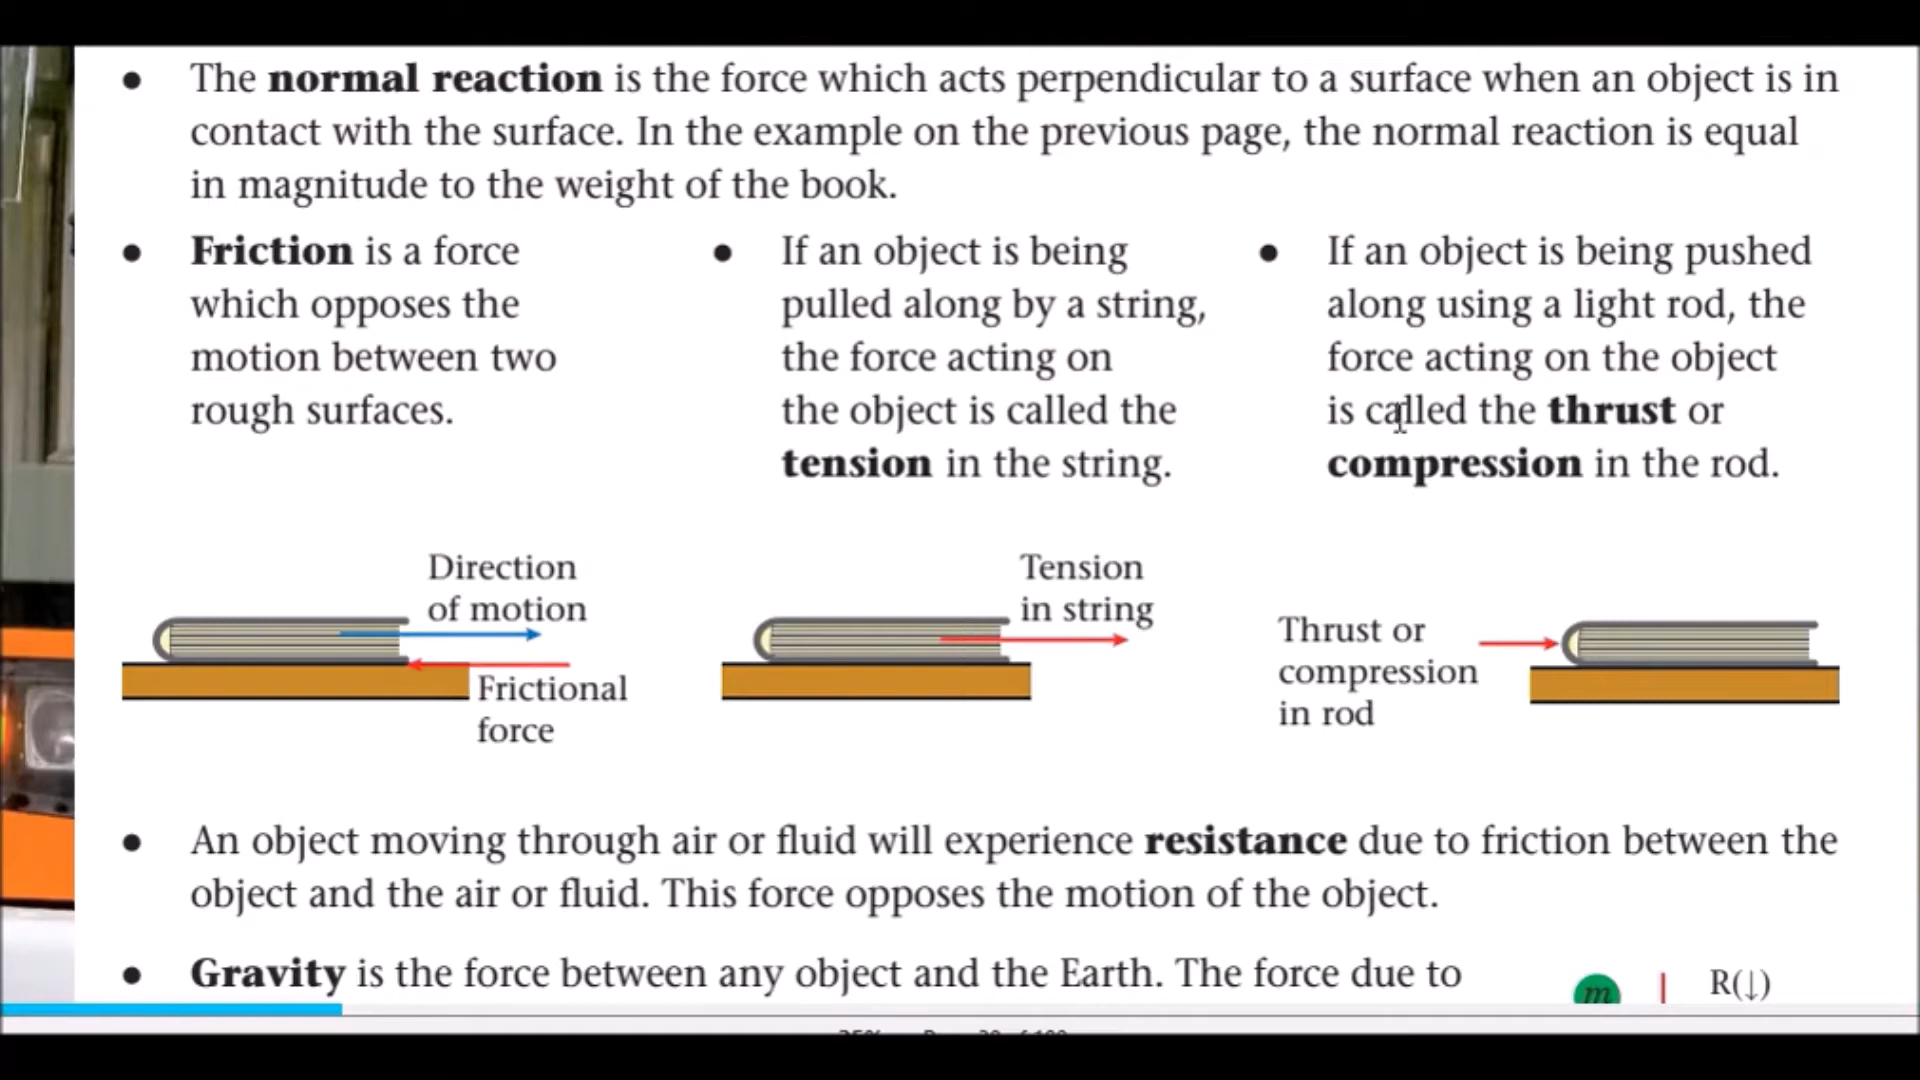 ● The normal reaction is the force which acts perpendicular to a surface when an object is in
contact with the surface. In the example on the previous page, the normal reaction is equal
in magnitude to the weight of the book.
● Friction is a force
which opposes the
motion between two
rough surfaces.
● If an object is being
pulled along by a string,
the force acting on
the object is called the
tension in the string.
● If an object is being pushed
along using a light rod, the
force acting on the object
is called the thrust or
compression in the rod.
Direction
of motion
Frictional
force
Tension
in string
Thrust or
compression
in rod
● An object moving through air or fluid will experience resistance due to friction between the
object and the air or fluid. This force opposes the motion of the object.
● Gravity is the force between any object and the Earth. The force due to
m
R(↓)